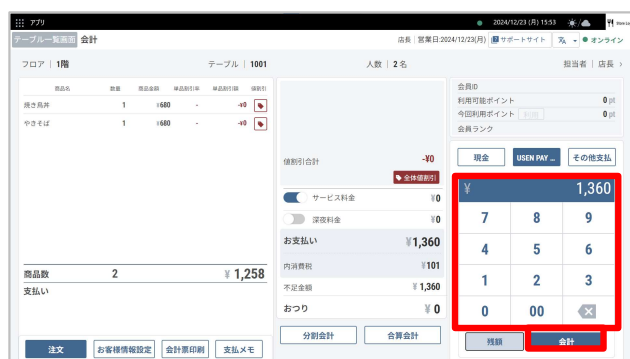 アプリ
2024/12/23 (月) 15:53
テーブル一覧画面 会計
店長 | 営業日:2024/12/23(月) サポートサイト オンライン
フロア | 1階 テーブル | 1001 人数 | 2 名 担当者 | 店長 >
商品名 数量 商品金額 単品割引率 単品割引額 値割引
焼き鳥丼 1 ¥680 - -¥0
やきそば 1 ¥680 - -¥0
商品数 2 ¥ 1,258
支払い
注文 お客様情報設定 会計票印刷 支払メモ
値割引合計 -¥0
全体値割引
サービス料金 ¥0
深夜料金 ¥0
お支払い ¥1,360
内消費税 ¥101
不足金額 ¥ 1,360
おつり ¥ 0
分割会計 合算会計
会員ID
利用可能ポイント 0 pt
今回利用ポイント 利用 0 pt
会員ランク
現金 USEN PAY ... その他支払
¥ 1,360
7 8 9
4 5 6
1 2 3
0 00
残額 会計